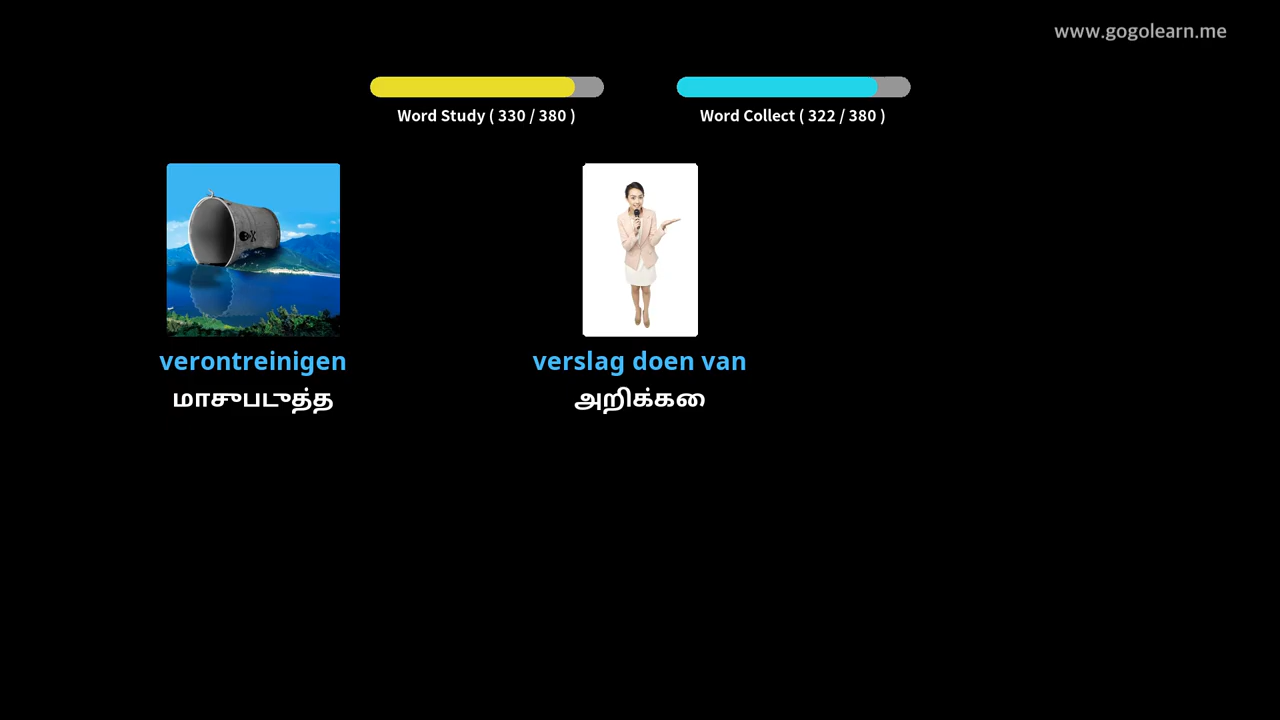 www.gogolearn.me
Word Study ( 330 / 380 )
Word Collect ( 322 / 380 )
verontreinigen
மாசுபடுத்த
verslag doen van
அறிக்கை